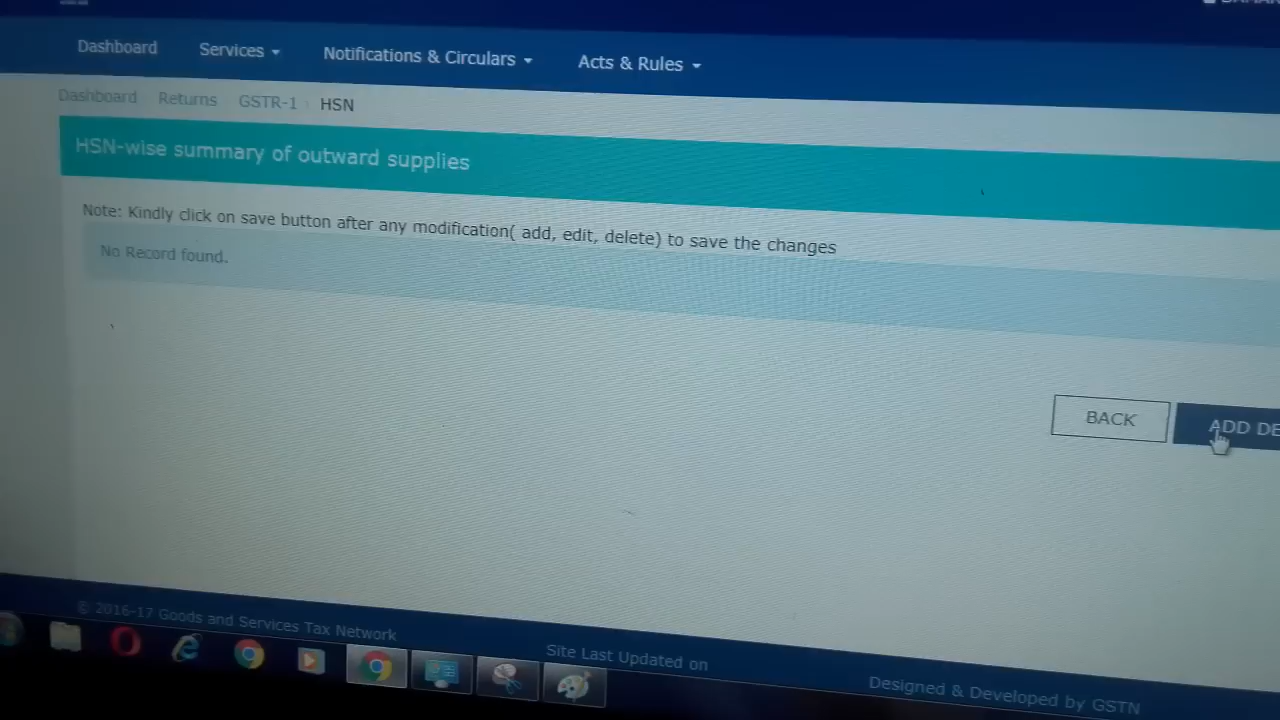 Dashboard Services Notifications & Circulars Acts & Rules
Dashboard Returns GSTR-1 HSN
HSN-wise summary of outward supplies
Note: Kindly click on save button after any modification( add, edit, delete) to save the changes
No Record found.
BACK ADD DE
© 2016-17 Goods and Services Tax Network Site Last Updated on Designed & Developed by GSTN